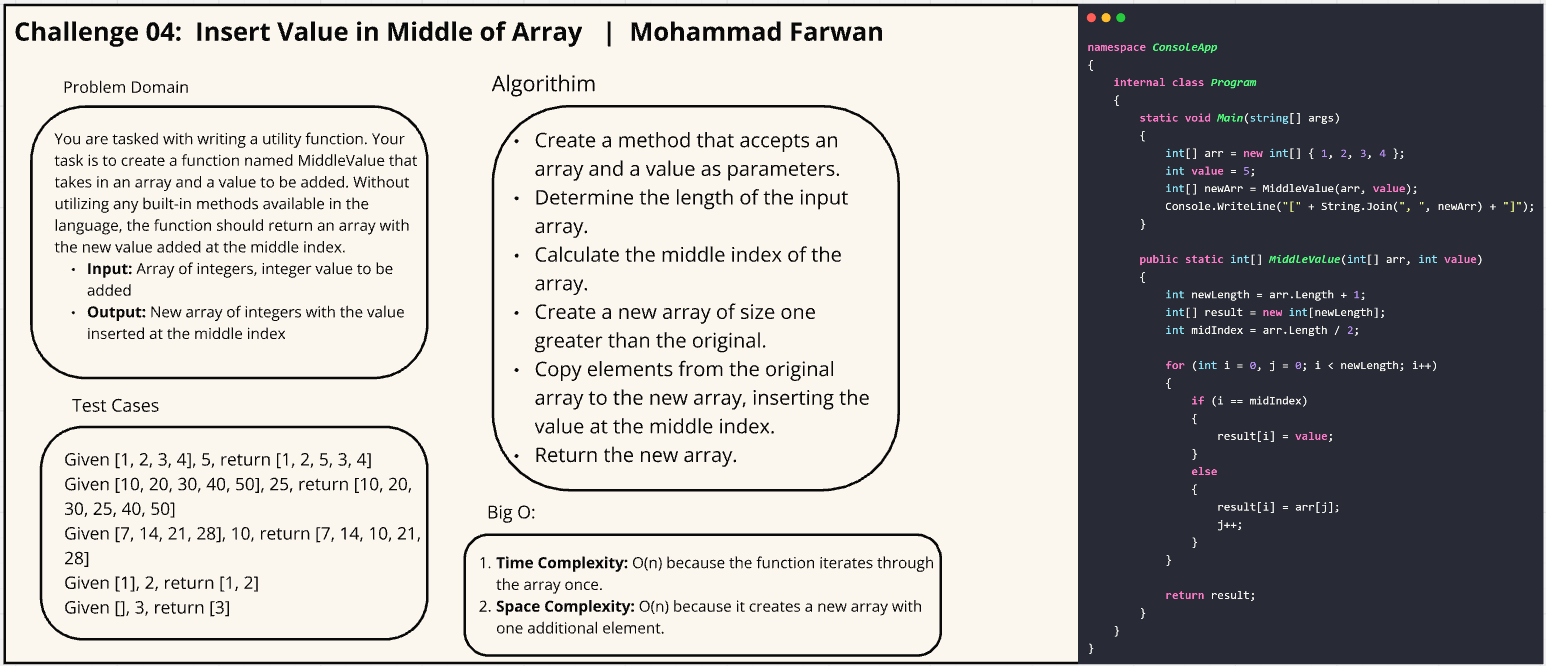 Challenge 04: Insert Value in Middle of Array | Mohammad Farwan
Problem Domain
You are tasked with writing a utility function. Your
task is to create a function named MiddleValue that
takes in an array and a value to be added. Without
utilizing any built-in methods available in the
language, the function should return an array with
the new value added at the middle index.
• Input: Array of integers, integer value to be
added
• Output: New array of integers with the value
inserted at the middle index
Test Cases
Given [1, 2, 3, 4], 5, return [1, 2, 5, 3, 4]
Given [10, 20, 30, 40, 50], 25, return [10, 20,
30, 25, 40, 50]
Given [7, 14, 21, 28], 10, return [7, 14, 10, 21,
28]
Given [1], 2, return [1, 2]
Given [], 3, return [3]
Algorithim
• Create a method that accepts an
array and a value as parameters.
• Determine the length of the input
array.
• Calculate the middle index of the
array.
• Create a new array of size one
greater than the original.
• Copy elements from the original
array to the new array, inserting the
value at the middle index.
• Return the new array.
Big O:
1. Time Complexity: O(n) because the function iterates through
the array once.
2. Space Complexity: O(n) because it creates a new array with
one additional element.
namespace ConsoleApp
{
    internal class Program
    {
        static void Main(string[] args)
        {
            int[] arr = new int[] { 1, 2, 3, 4 };
            int value = 5;
            int[] newArr = MiddleValue(arr, value);
            Console.WriteLine("[" + String.Join(", ", newArr) + "]");
        }

        public static int[] MiddleValue(int[] arr, int value)
        {
            int newLength = arr.Length + 1;
            int[] result = new int[newLength];
            int midIndex = arr.Length / 2;

            for (int i = 0, j = 0; i < newLength; i++)
            {
                if (i == midIndex)
                {
                    result[i] = value;
                }
                else
                {
                    result[i] = arr[j];
                    j++;
                }
            }

            return result;
        }
    }
}